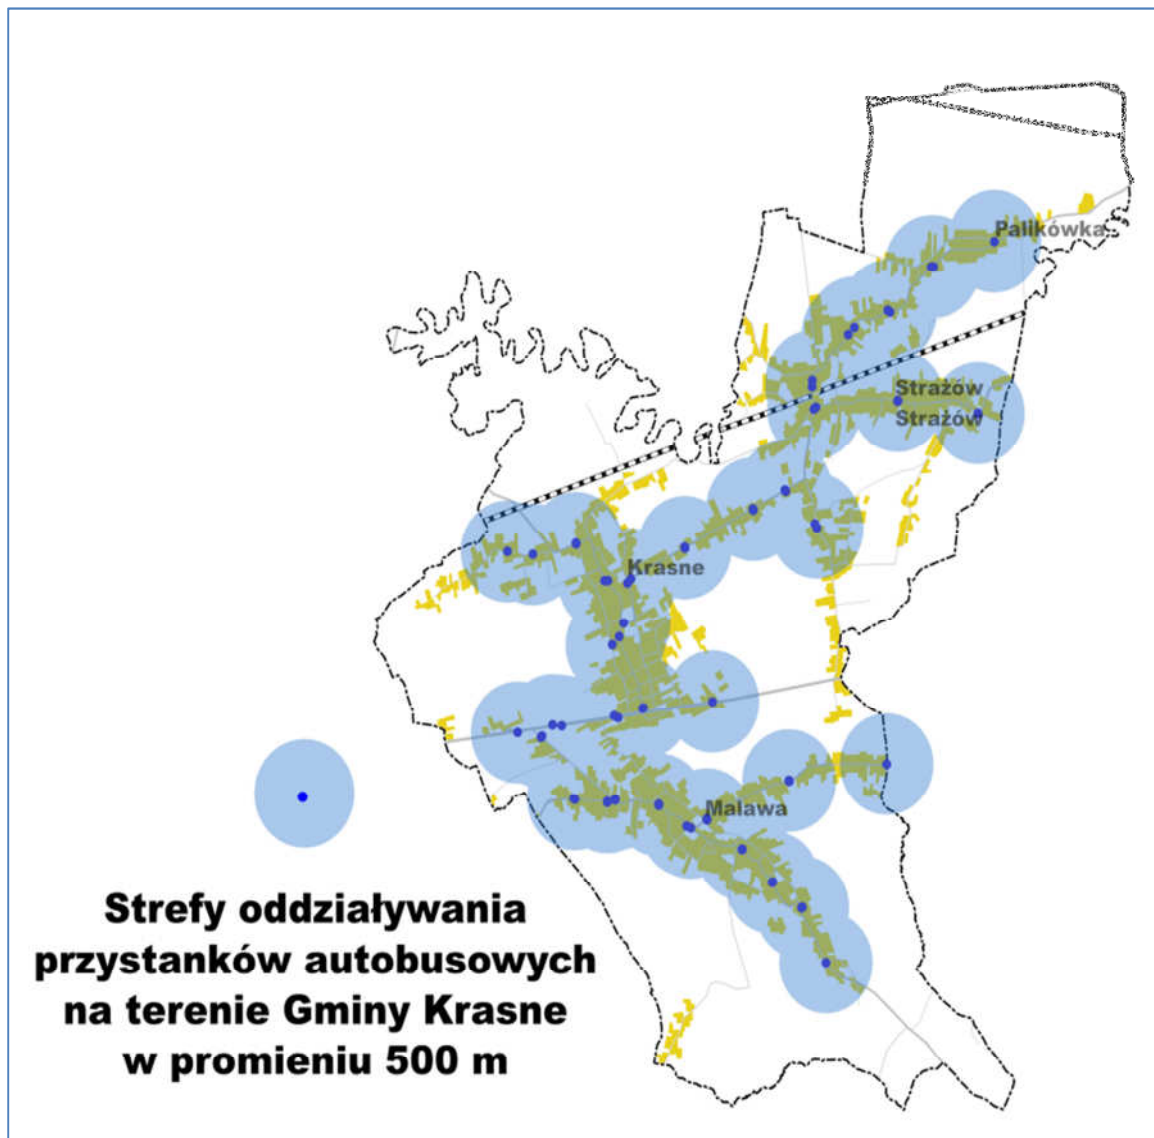 Palikówka
Strażów
Strażów
Krasne
Malawa
Strefy oddziaływania
przystanków autobusowych
na terenie Gminy Krasne
w promieniu 500 m